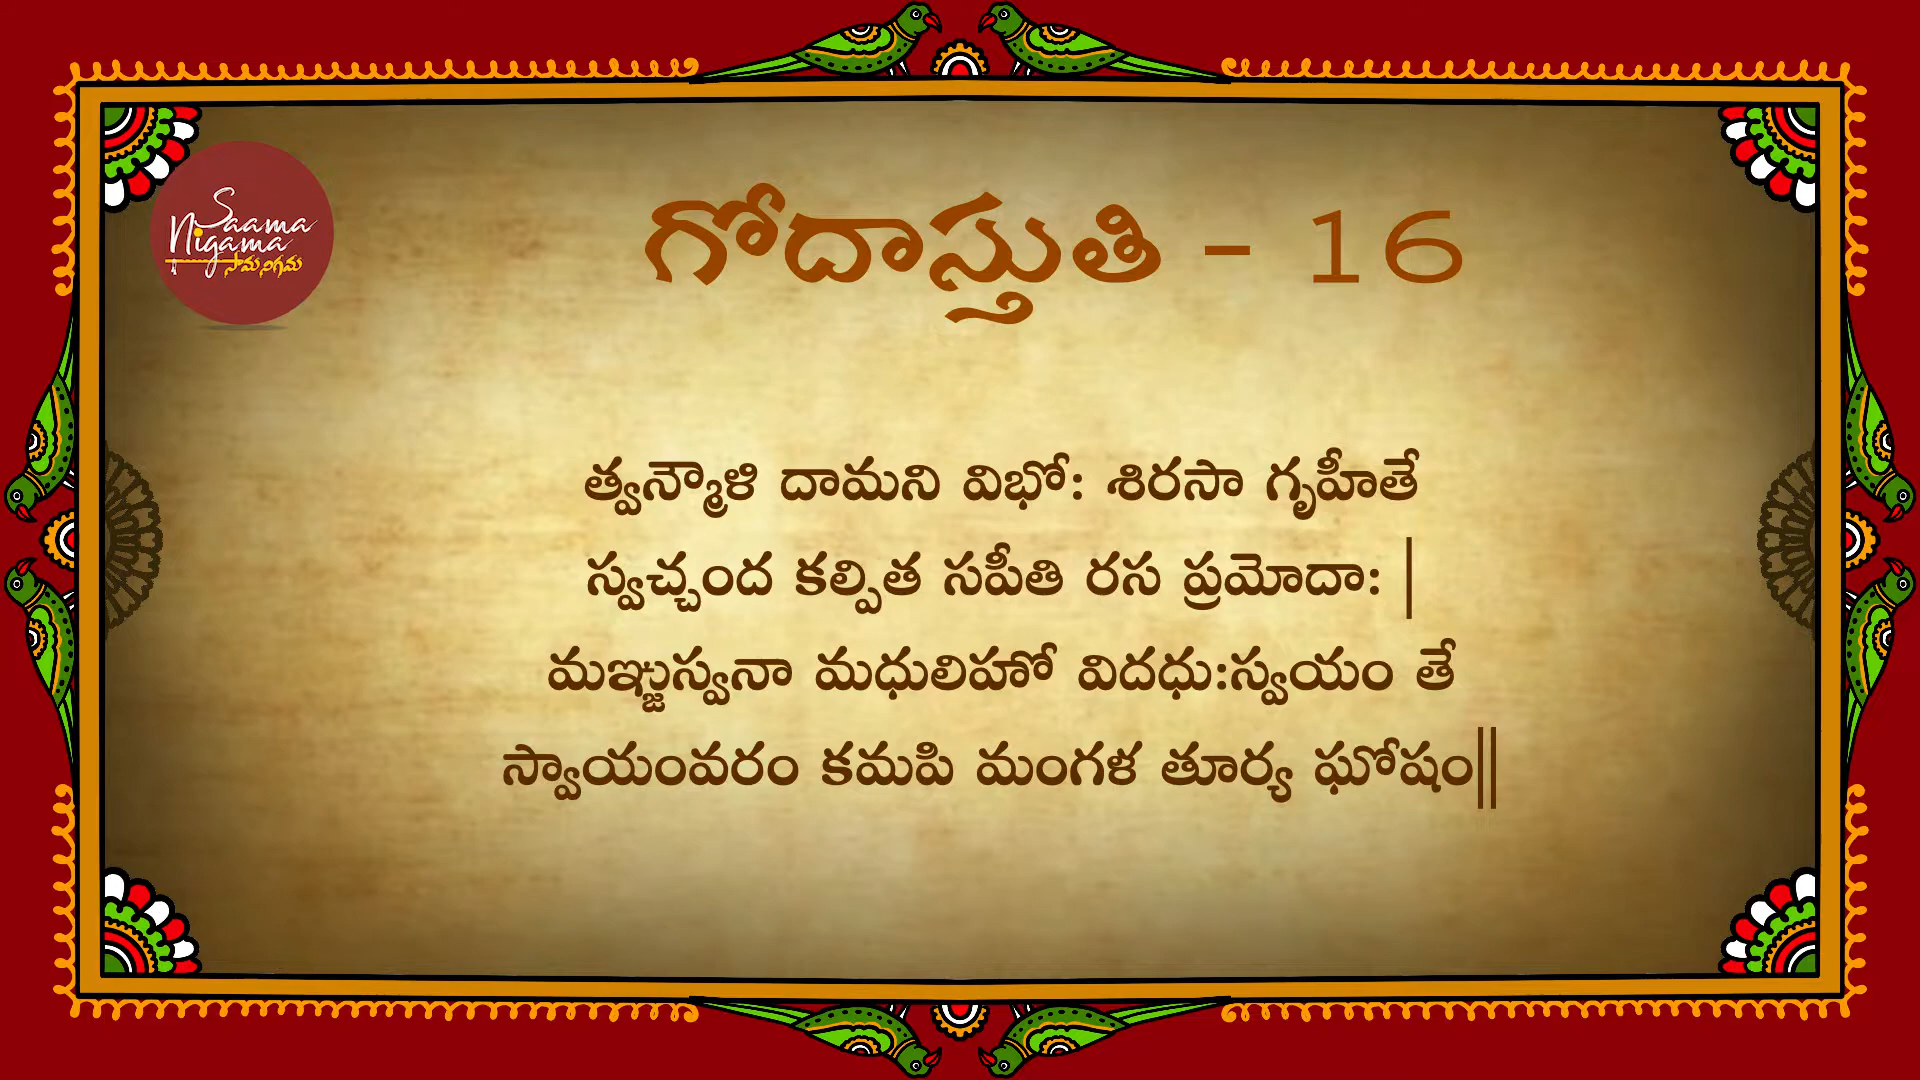 Saama
Nigama
సామనిగమ
గోదాస్తుతి - 16
త్వన్మౌళి దామని విభో: శిరసా గృహీతే
స్వచ్చంద కల్పిత సపీతి రస ప్రమోదా: |
మఞ్జుస్వనా మధులిహో విదధు:స్వయం తే
స్వాయంవరం కమపి మంగళ తూర్య ఘోషం||